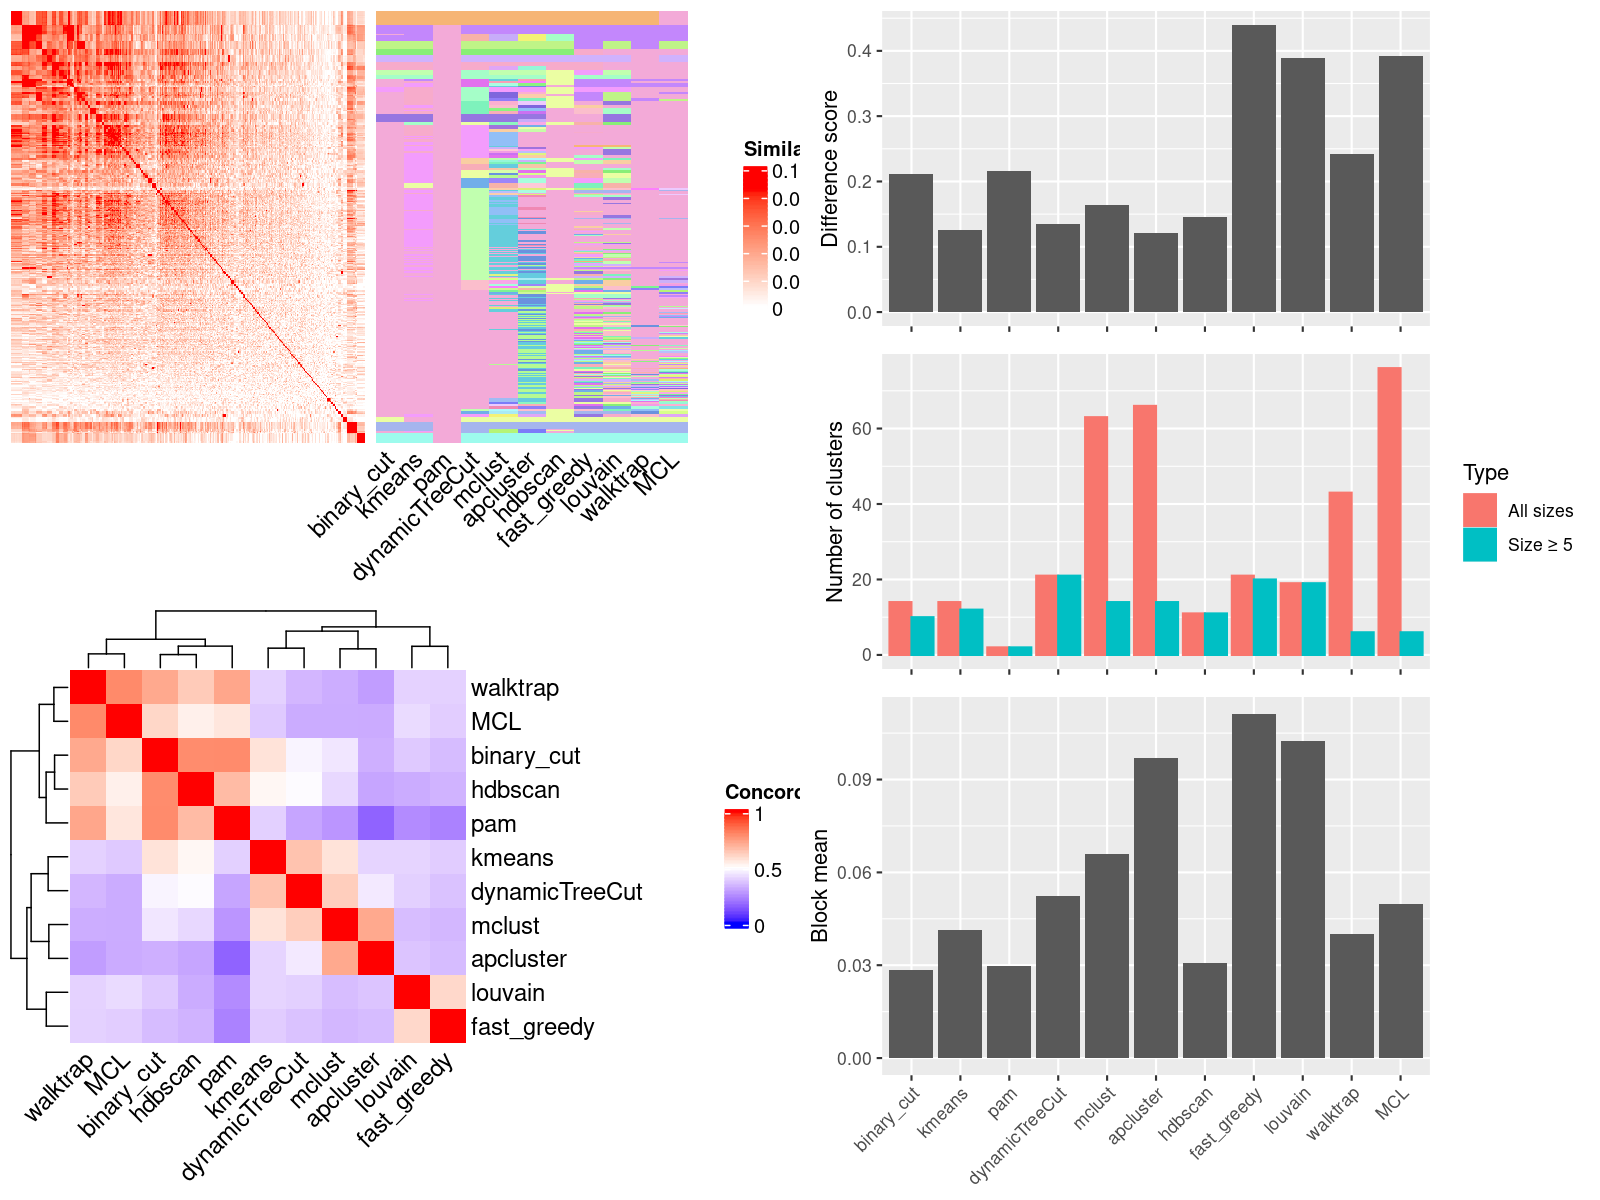 Simila
0.1
0.0
0.0
0.0
0.0
0
binary_cut
kmeans
pam
dynamicTreeCut
mclust
apcluster
hdbscan
fast_greedy
louvain
walktrap
MCL
walktrap
MCL
binary_cut
hdbscan
pam
kmeans
dynamicTreeCut
mclust
apcluster
louvain
fast_greedy
walktrap
MCL
binary_cut
hdbscan
pam
kmeans
dynamicTreeCut
mclust
apcluster
louvain
fast_greedy
Concord
1
0.5
0
Difference score
0.4
0.3
0.2
0.1
0.0
Number of clusters
60
40
20
0
Type
All sizes
Size ≥ 5
Block mean
0.09
0.06
0.03
0.00
binary_cut
kmeans
pam
dynamicTreeCut
mclust
apcluster
hdbscan
fast_greedy
louvain
walktrap
MCL